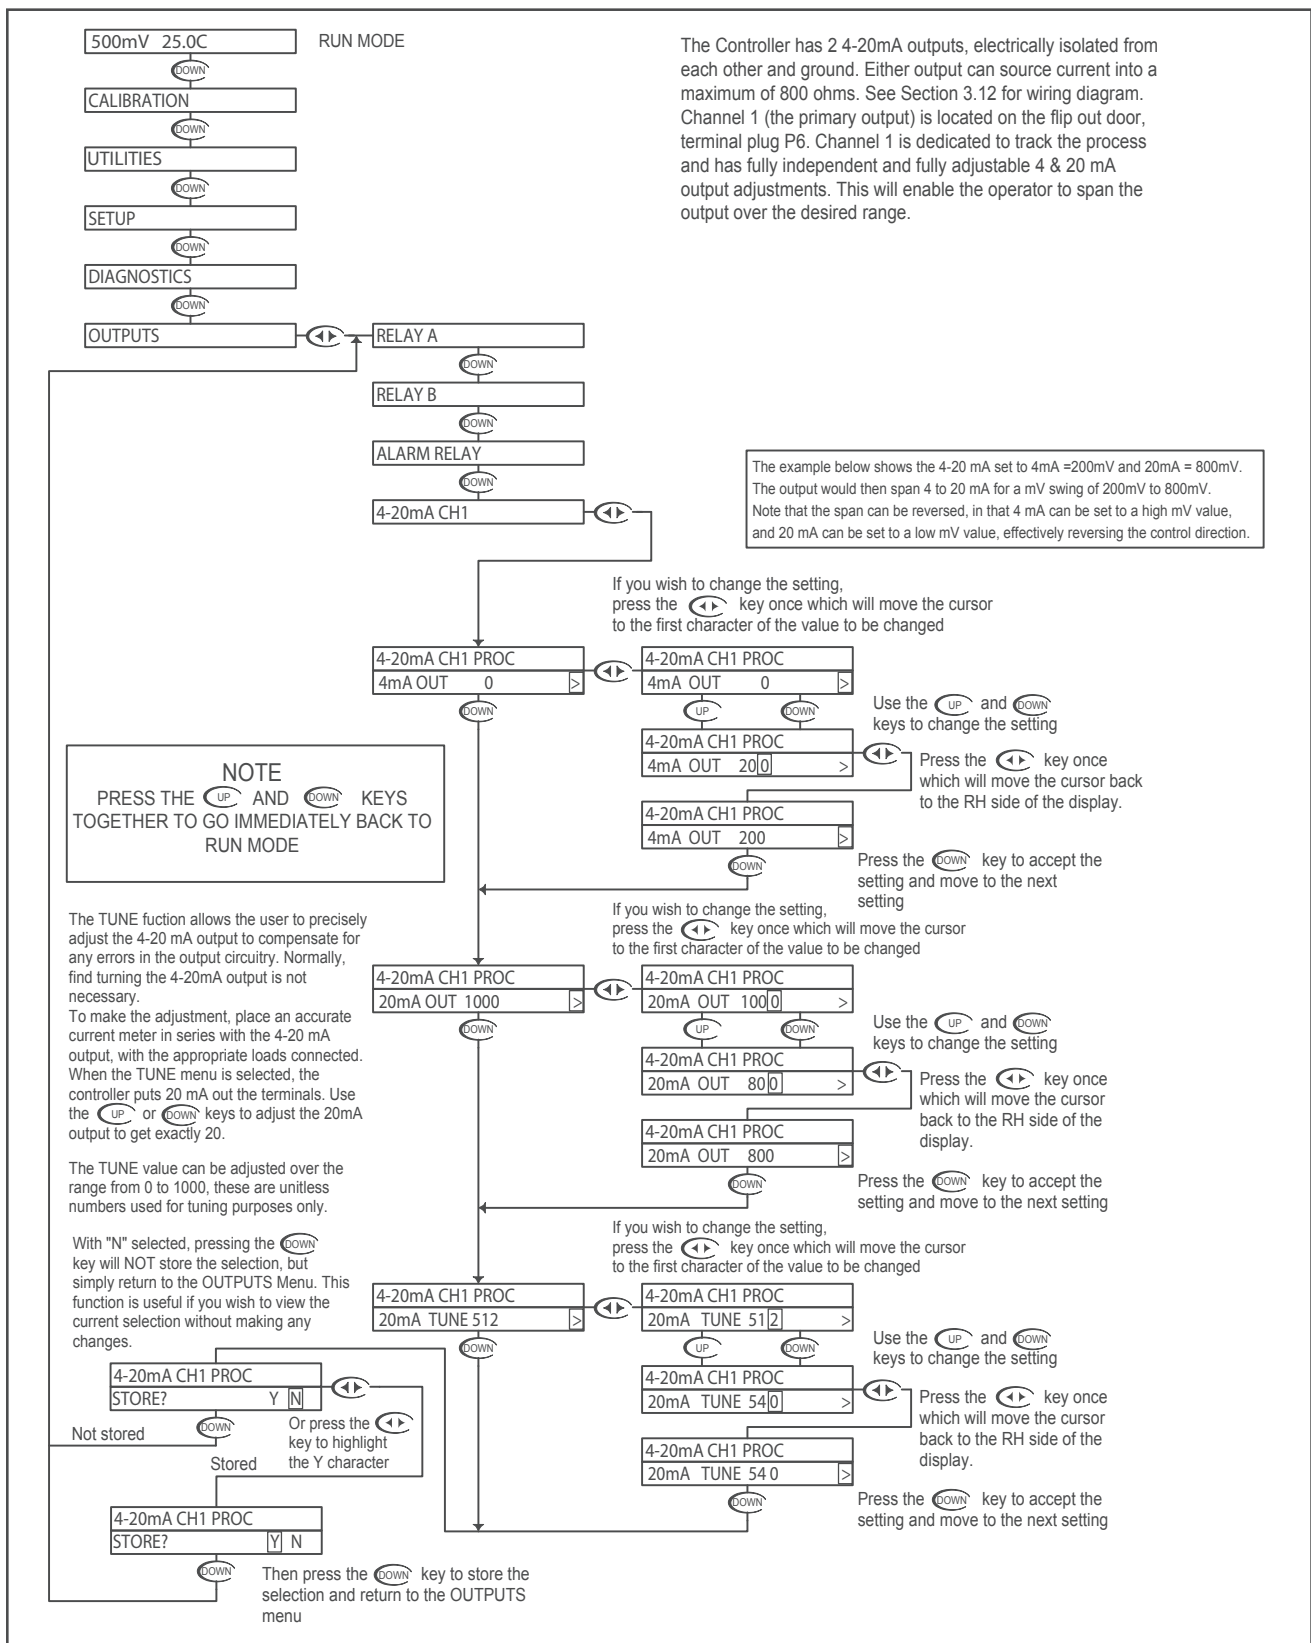 500mV 25.0C
RUN MODE
DOWN
CALIBRATION
DOWN
UTILITIES
DOWN
SETUP
DOWN
DIAGNOSTICS
DOWN
OUTPUTS
The Controller has 2 4-20mA outputs, electrically isolated from
each other and ground. Either output can source current into a
maximum of 800 ohms. See Section 3.12 for wiring diagram.
Channel 1 (the primary output) is located on the flip out door,
terminal plug P6. Channel 1 is dedicated to track the process
and has fully independent and fully adjustable 4 & 20 mA
output adjustments. This will enable the operator to span the
output over the desired range.
RELAY A
DOWN
RELAY B
DOWN
ALARM RELAY
DOWN
4-20mA CH1
The example below shows the 4-20 mA set to 4mA =200mV and 20mA = 800mV.
The output would then span 4 to 20 mA for a mV swing of 200mV to 800mV.
Note that the span can be reversed, in that 4 mA can be set to a high mV value,
and 20 mA can be set to a low mV value, effectively reversing the control direction.
If you wish to change the setting,
press the key once which will move the cursor
to the first character of the value to be changed
4-20mA CH1 PROC
4mA OUT 0 >
DOWN
4-20mA CH1 PROC
4mA OUT 0 >
UP DOWN
Use the UP and DOWN
keys to change the setting
4-20mA CH1 PROC
4mA OUT 200 >
Press the key once
which will move the cursor back
to the RH side of the display.
4-20mA CH1 PROC
4mA OUT 200 >
DOWN
Press the DOWN key to accept the
setting and move to the next
setting
NOTE
PRESS THE UP AND DOWN KEYS
TOGETHER TO GO IMMEDIATELY BACK TO
RUN MODE
If you wish to change the setting,
press the key once which will move the cursor
to the first character of the value to be changed
4-20mA CH1 PROC
20mA OUT 1000 >
DOWN
4-20mA CH1 PROC
20mA OUT 1000 >
UP DOWN
Use the UP and DOWN
keys to change the setting
4-20mA CH1 PROC
20mA OUT 800 >
Press the key once
which will move the cursor
back to the RH side of the
display.
4-20mA CH1 PROC
20mA OUT 800 >
DOWN
Press the DOWN key to accept the
setting and move to the next setting
The TUNE fuction allows the user to precisely
adjust the 4-20 mA output to compensate for
any errors in the output circuitry. Normally,
find turning the 4-20mA output is not
necessary.
To make the adjustment, place an accurate
current meter in series with the 4-20 mA
output, with the appropriate loads connected.
When the TUNE menu is selected, the
controller puts 20 mA out the terminals. Use
the UP or DOWN keys to adjust the 20mA
output to get exactly 20.
The TUNE value can be adjusted over the
range from 0 to 1000, these are unitless
numbers used for tuning purposes only.
With "N" selected, pressing the DOWN
key will NOT store the selection, but
simply return to the OUTPUTS Menu. This
function is useful if you wish to view the
current selection without making any
changes.
If you wish to change the setting,
press the key once which will move the cursor
to the first character of the value to be changed
4-20mA CH1 PROC
20mA TUNE 512 >
DOWN
4-20mA CH1 PROC
20mA TUNE 512 >
UP DOWN
Use the UP and DOWN
keys to change the setting
4-20mA CH1 PROC
20mA TUNE 540 >
Press the key once
which will move the cursor
back to the RH side of the
display.
4-20mA CH1 PROC
20mA TUNE 540 >
DOWN
Press the DOWN key to accept the
setting and move to the next setting
4-20mA CH1 PROC
STORE? Y N
DOWN
Not stored
Or press the
key to highlight
the Y character
Stored
4-20mA CH1 PROC
STORE? Y N
DOWN
Then press the DOWN key to store the
selection and return to the OUTPUTS
menu